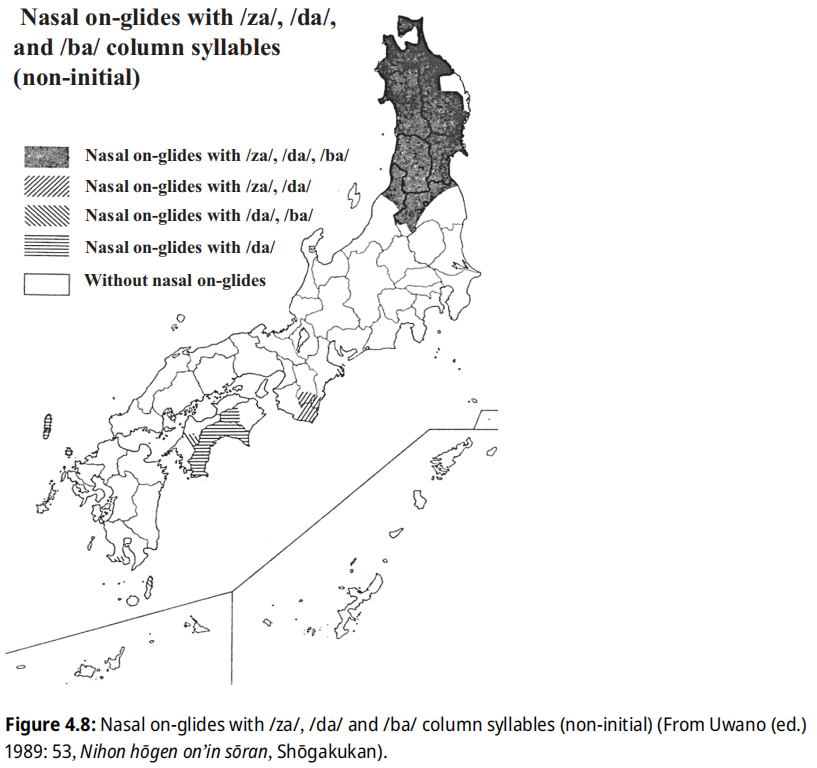 Nasal on-glides with /za/, /da/,
and /ba/ column syllables
(non-initial)
Nasal on-glides with /za/, /da/, /ba/
Nasal on-glides with /za/, /da/
Nasal on-glides with /da/, /ba/
Nasal on-glides with /da/
Without nasal on-glides
Figure 4.8: Nasal on-glides with /za/, /da/ and /ba/ column syllables (non-initial) (From Uwano (ed.)
1989: 53, Nihon hōgen on’in sōran, Shōgakukan).